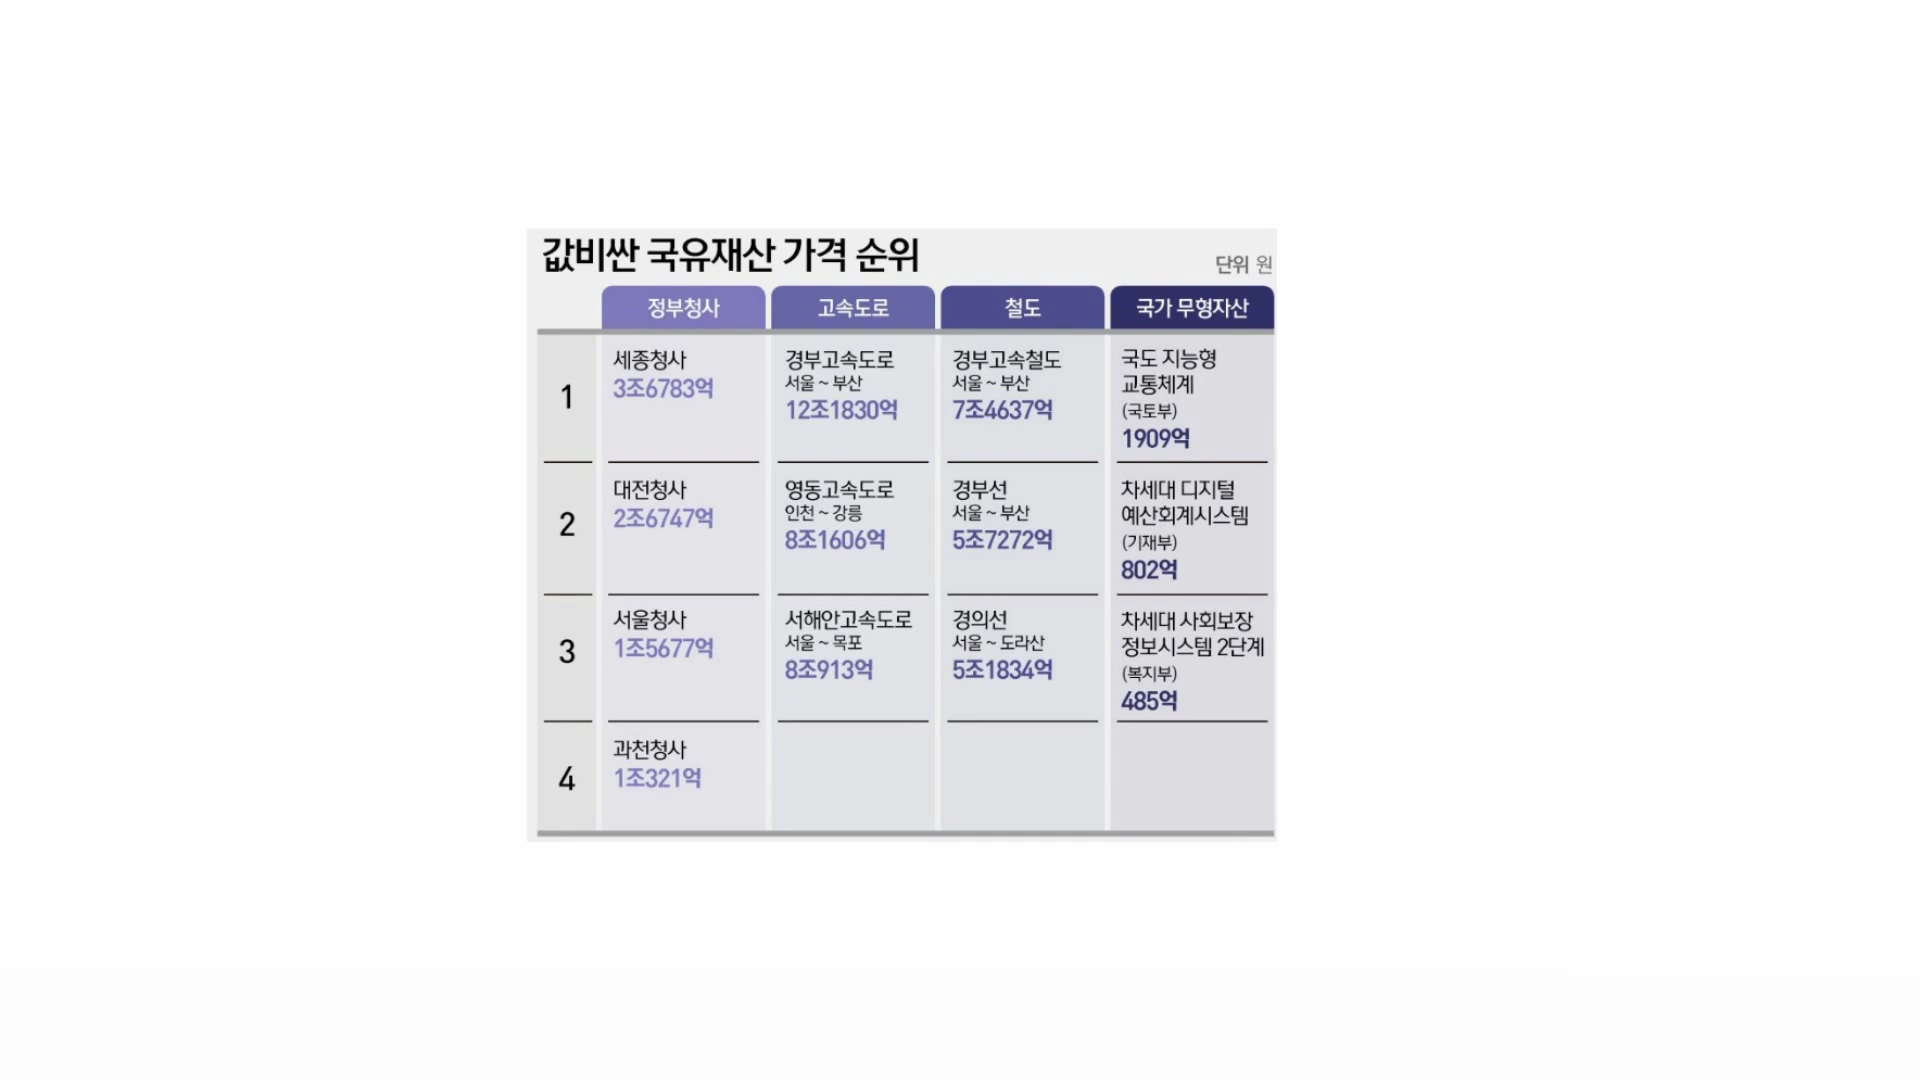 값비싼 국유재산 가격 순위
단위 원
정부청사 고속도로 철도 국가 무형자산
1
세종청사
3조6783억
경부고속도로
서울 ~ 부산
12조1830억
경부고속철도
서울 ~ 부산
7조4637억
국도 지능형
교통체계
(국토부)
1909억
2
대전청사
2조6747억
영동고속도로
인천 ~ 강릉
8조1606억
경부선
서울 ~ 부산
5조7272억
차세대 디지털
예산회계시스템
(기재부)
802억
3
서울청사
1조5677억
서해안고속도로
서울 ~ 목포
8조913억
경의선
서울 ~ 도라산
5조1834억
차세대 사회보장
정보시스템 2단계
(복지부)
485억
4
과천청사
1조321억